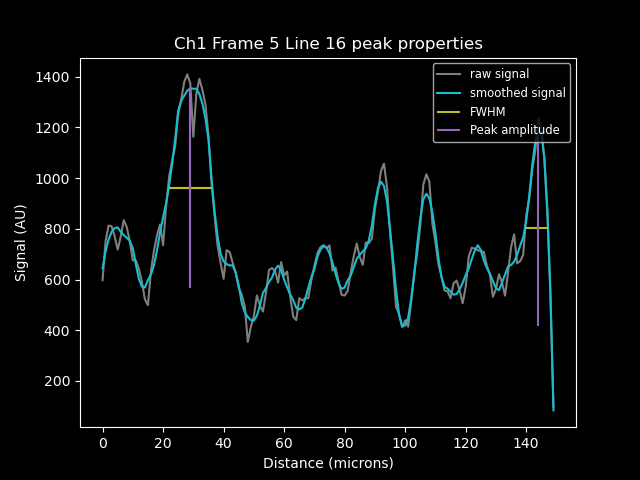 Ch1 Frame 5 Line 16 peak properties
raw signal
smoothed signal
FWHM
Peak amplitude
Signal (AU)
1400
1200
1000
800
600
400
200
0 20 40 60 80 100 120 140
Distance (microns)